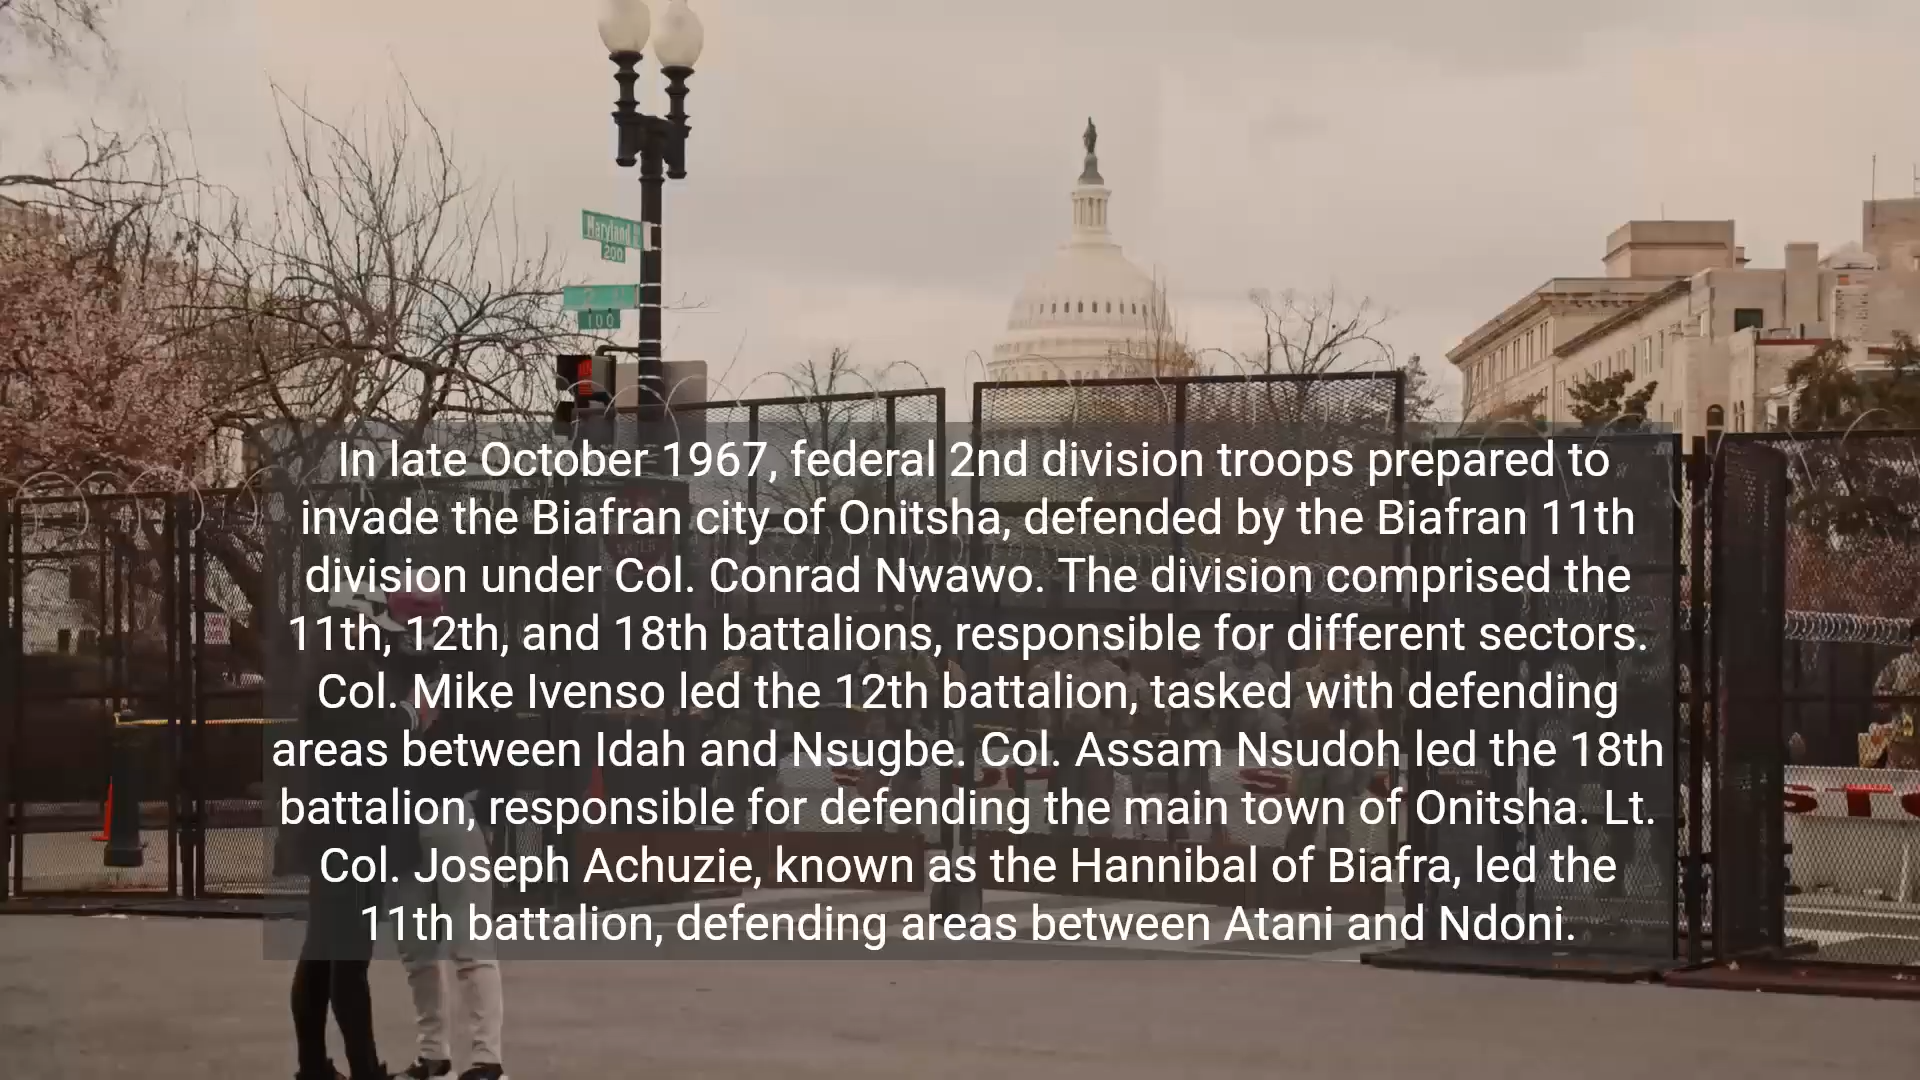 Maryland
200
100
In late October 1967, federal 2nd division troops prepared to
invade the Biafran city of Onitsha, defended by the Biafran 11th
division under Col. Conrad Nwawo. The division comprised the
11th, 12th, and 18th battalions, responsible for different sectors.
Col. Mike Ivenso led the 12th battalion, tasked with defending
areas between Idah and Nsugbe. Col. Assam Nsudoh led the 18th
battalion, responsible for defending the main town of Onitsha. Lt.
Col. Joseph Achuzie, known as the Hannibal of Biafra, led the
11th battalion, defending areas between Atani and Ndoni.